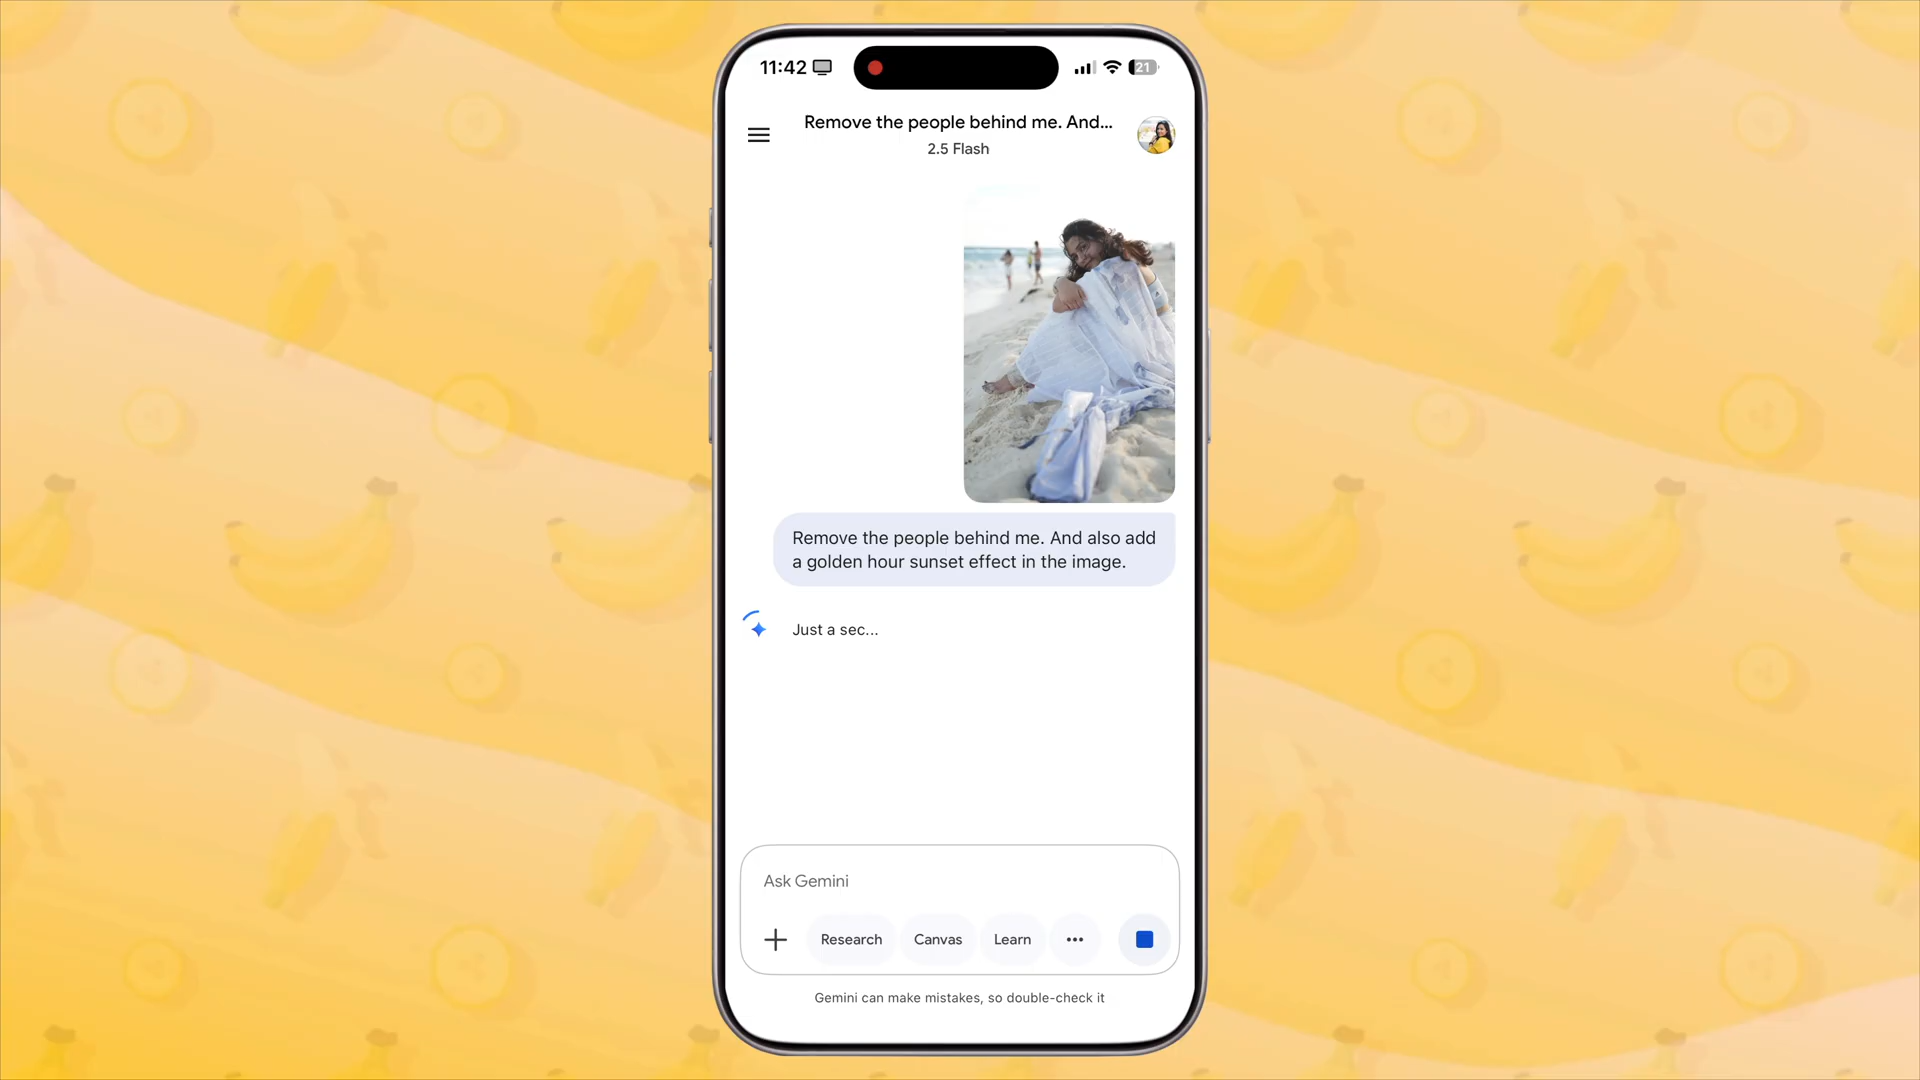 11:42
21
Remove the people behind me. And...
2.5 Flash
Remove the people behind me. And also add
a golden hour sunset effect in the image.
Just a sec...
Ask Gemini
Research
Canvas
Learn
Gemini can make mistakes, so double-check it